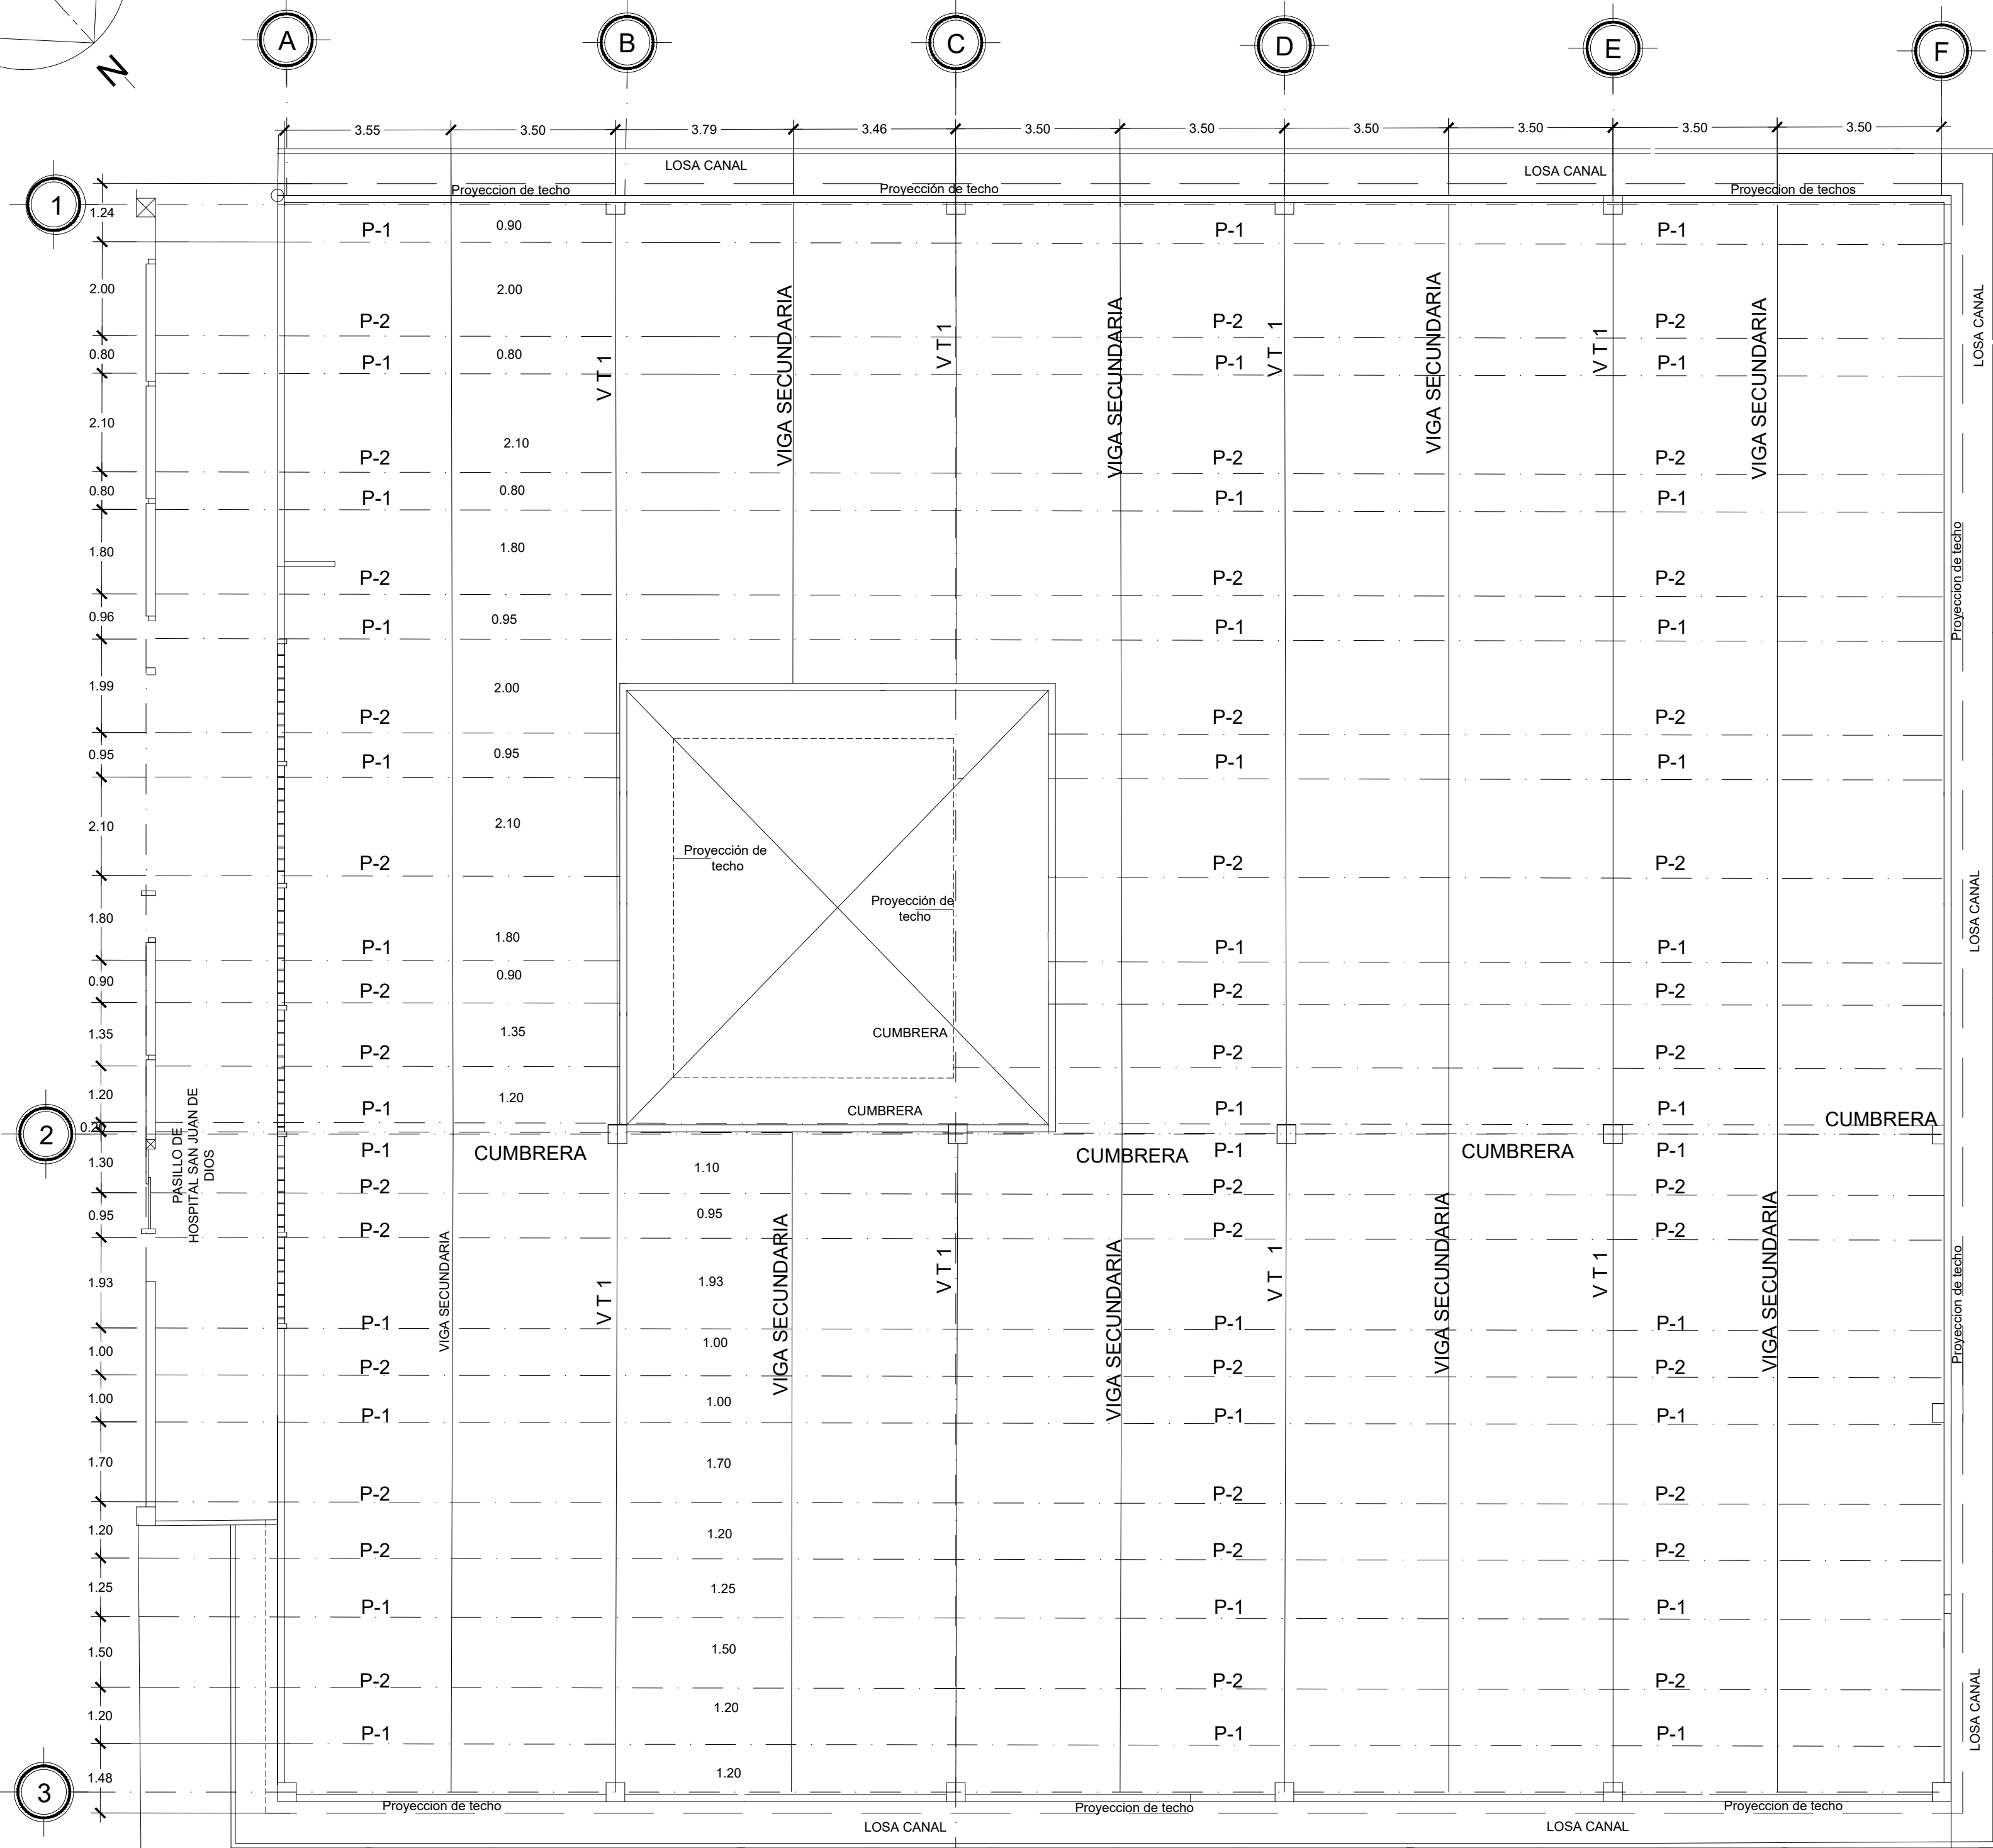 N
A
B
C
D
E
F
3.55
3.50
3.79
3.46
3.50
3.50
3.50
3.50
3.50
3.50
LOSA CANAL
LOSA CANAL
Proyeccion de techo
Proyección de techo
Proyeccion de techos
1
1.24
P-1
0.90
P-1
P-1
2.00
2.00
VIGA SECUNDARIA
VIGA SECUNDARIA
VIGA SECUNDARIA
VIGA SECUNDARIA
LOSA CANAL
P-2
P-2
P-2
V T 1
V T 1
V T 1
V T 1
0.80
P-1
0.80
P-1
P-1
2.10
2.10
P-2
P-2
P-2
0.80
P-1
0.80
P-1
P-1
1.80
1.80
Proyeccion de techo
P-2
P-2
P-2
0.96
P-1
0.95
P-1
P-1
1.99
2.00
P-2
P-2
P-2
0.95
P-1
0.95
P-1
P-1
2.10
2.10
Proyección de
techo
P-2
P-2
P-2
Proyección de
techo
LOSA CANAL
1.80
1.80
P-1
P-1
P-1
0.90
0.90
P-2
P-2
P-2
1.35
1.35
CUMBRERA
P-2
P-2
P-2
1.20
1.20
P-1
CUMBRERA
P-1
P-1
CUMBRERA
2
PASILLO DE
HOSPITAL SAN JUAN DE
DIOS
P-1
CUMBRERA
CUMBRERA
P-1
CUMBRERA
P-1
1.30
1.10
P-2
P-2
P-2
0.95
0.95
P-2
P-2
P-2
VIGA SECUNDARIA
V T 1
VIGA SECUNDARIA
V T 1
VIGA SECUNDARIA
V T 1
VIGA SECUNDARIA
V T 1
VIGA SECUNDARIA
Proyeccion de techo
1.93
1.93
P-1
P-1
P-1
1.00
1.00
P-2
P-2
P-2
1.00
1.00
P-1
P-1
P-1
1.70
1.70
P-2
P-2
P-2
1.20
1.20
P-2
P-2
P-2
1.25
1.25
P-1
P-1
P-1
1.50
1.50
P-2
P-2
P-2
LOSA CANAL
1.20
1.20
P-1
P-1
P-1
3
1.48
1.20
Proyeccion de techo
Proyeccion de techo
Proyeccion de techo
LOSA CANAL
LOSA CANAL